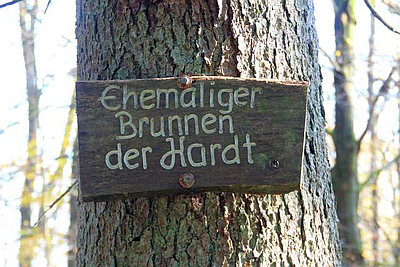 Ehemaliger
Brunnen
der Hardt